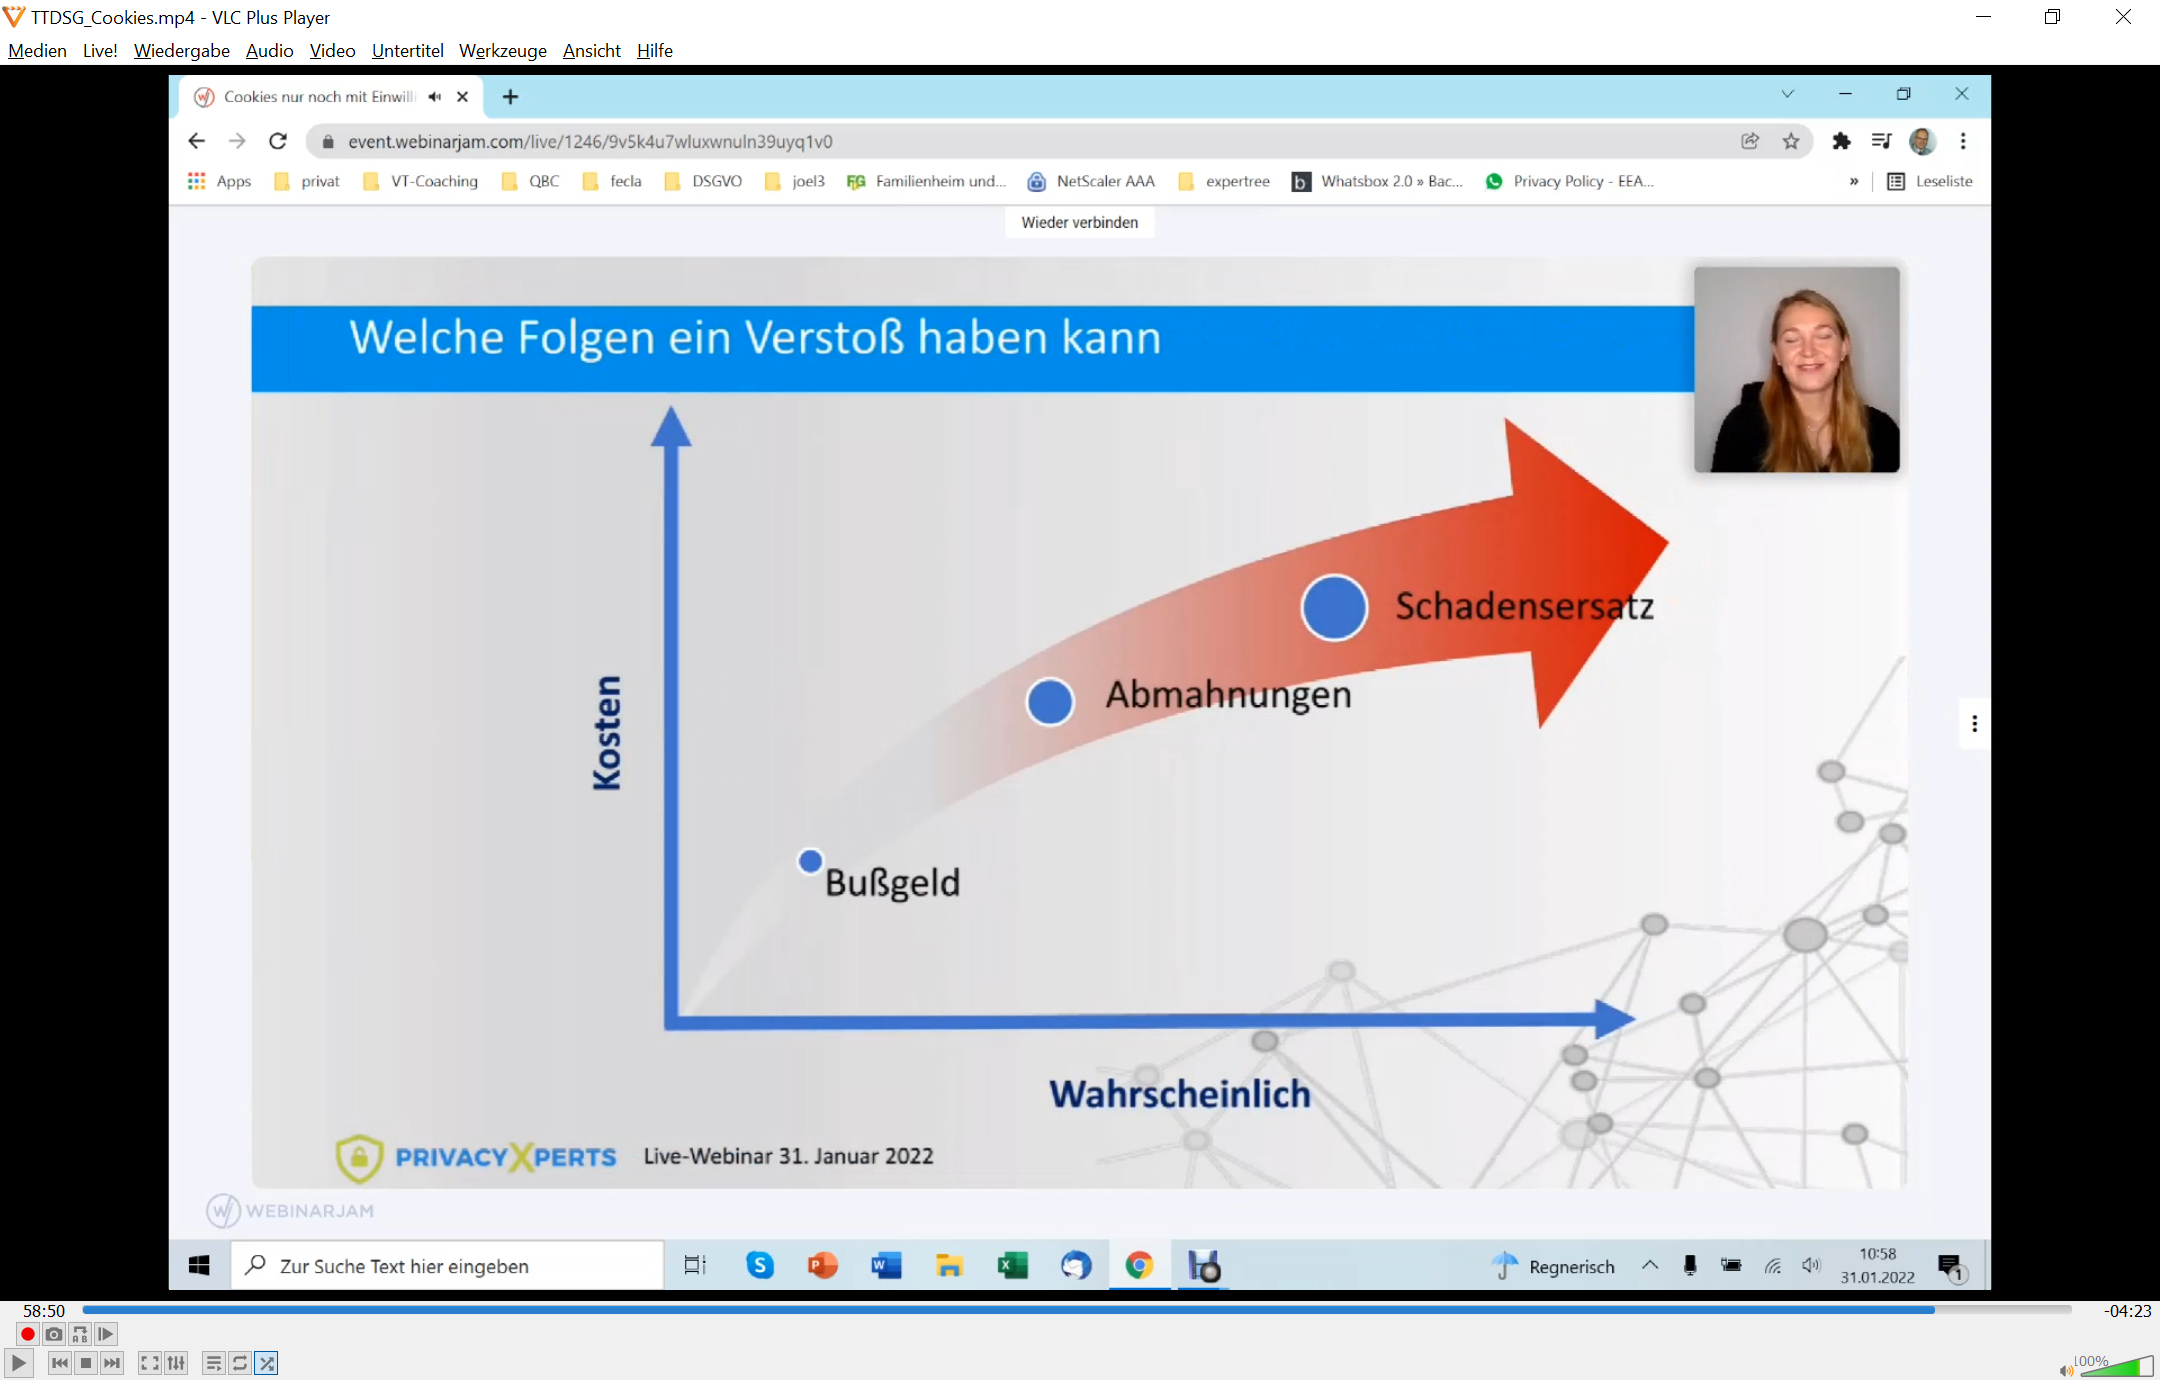 TTDSG_Cookies.mp4 - VLC Plus Player
Medien Live! Wiedergabe Audio Video Untertitel Werkzeuge Ansicht Hilfe
Cookies nur noch mit Einwilli
event.webinarjam.com/live/1246/9v5k4u7wluxwnuln39uyq1v0
Apps privat VT-Coaching QBC fecla DSGVO joel3 FG Familienheim und... NetScaler AAA expertree b Whatsbox 2.0 » Bac... Privacy Policy - EEA... » Leseliste
Wieder verbinden
Welche Folgen ein Verstoß haben kann
Schadensersatz
Abmahnungen
Kosten
Bußgeld
Wahrscheinlich
PRIVACYXPERTS Live-Webinar 31. Januar 2022
WEBINARJAM
Zur Suche Text hier eingeben
Regnerisch
10:58
31.01.2022
1
58:50
-04:23
100%